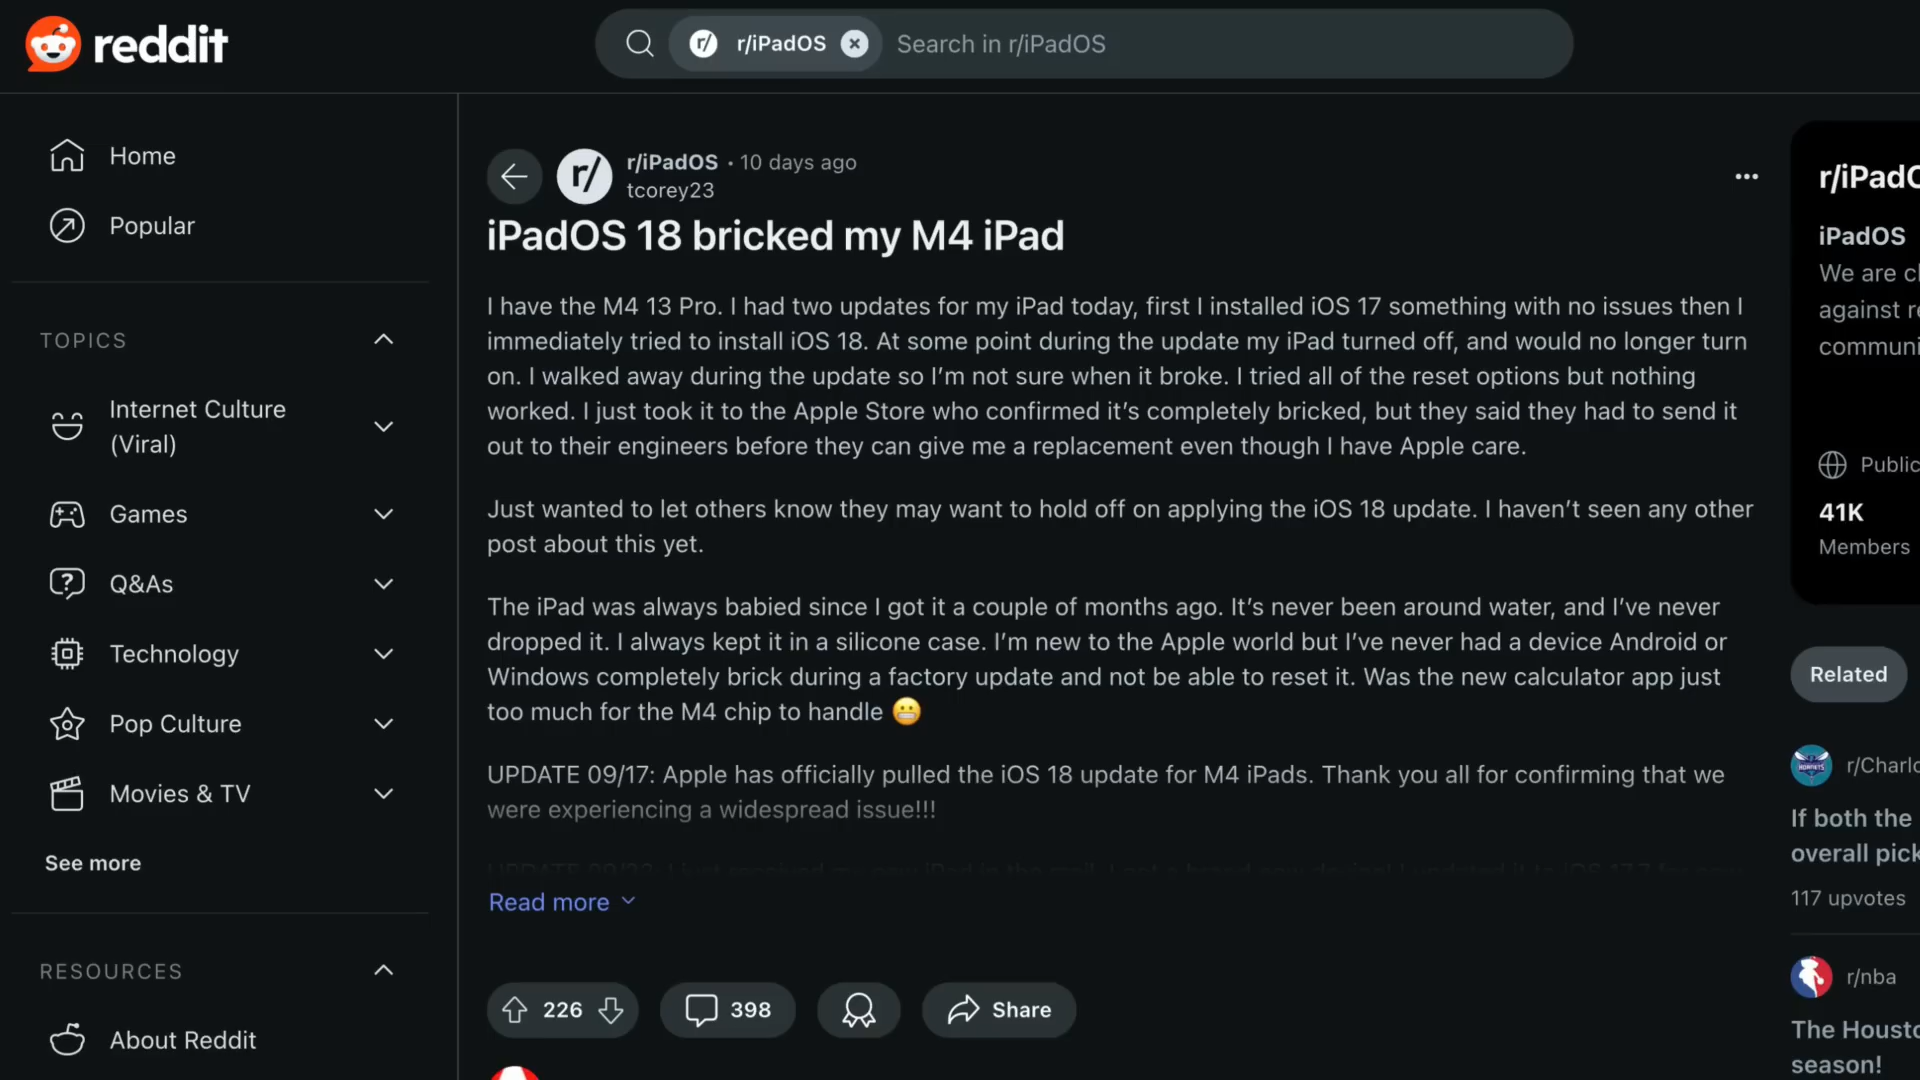 reddit
r/ r/iPadOS Search in r/iPadOS
Home
Popular
TOPICS
Internet Culture
(Viral)
Games
Q&As
Technology
Pop Culture
Movies & TV
See more
RESOURCES
About Reddit
r/ r/iPadOS • 10 days ago
tcorey23
iPadOS 18 bricked my M4 iPad
I have the M4 13 Pro. I had two updates for my iPad today, first I installed iOS 17 something with no issues then I
immediately tried to install iOS 18. At some point during the update my iPad turned off, and would no longer turn
on. I walked away during the update so I’m not sure when it broke. I tried all of the reset options but nothing
worked. I just took it to the Apple Store who confirmed it’s completely bricked, but they said they had to send it
out to their engineers before they can give me a replacement even though I have Apple care.
Just wanted to let others know they may want to hold off on applying the iOS 18 update. I haven’t seen any other
post about this yet.
The iPad was always babied since I got it a couple of months ago. It’s never been around water, and I’ve never
dropped it. I always kept it in a silicone case. I’m new to the Apple world but I’ve never had a device Android or
Windows completely brick during a factory update and not be able to reset it. Was the new calculator app just
too much for the M4 chip to handle 😬
UPDATE 09/17: Apple has officially pulled the iOS 18 update for M4 iPads. Thank you all for confirming that we
were experiencing a widespread issue!!!
Read more
226 398 Share
r/iPadO
iPadOS
We are cl
against re
communi
Public
41K
Members
Related
HORNETS r/Charlo
If both the
overall pick
117 upvotes
r/nba
The Housto
season!